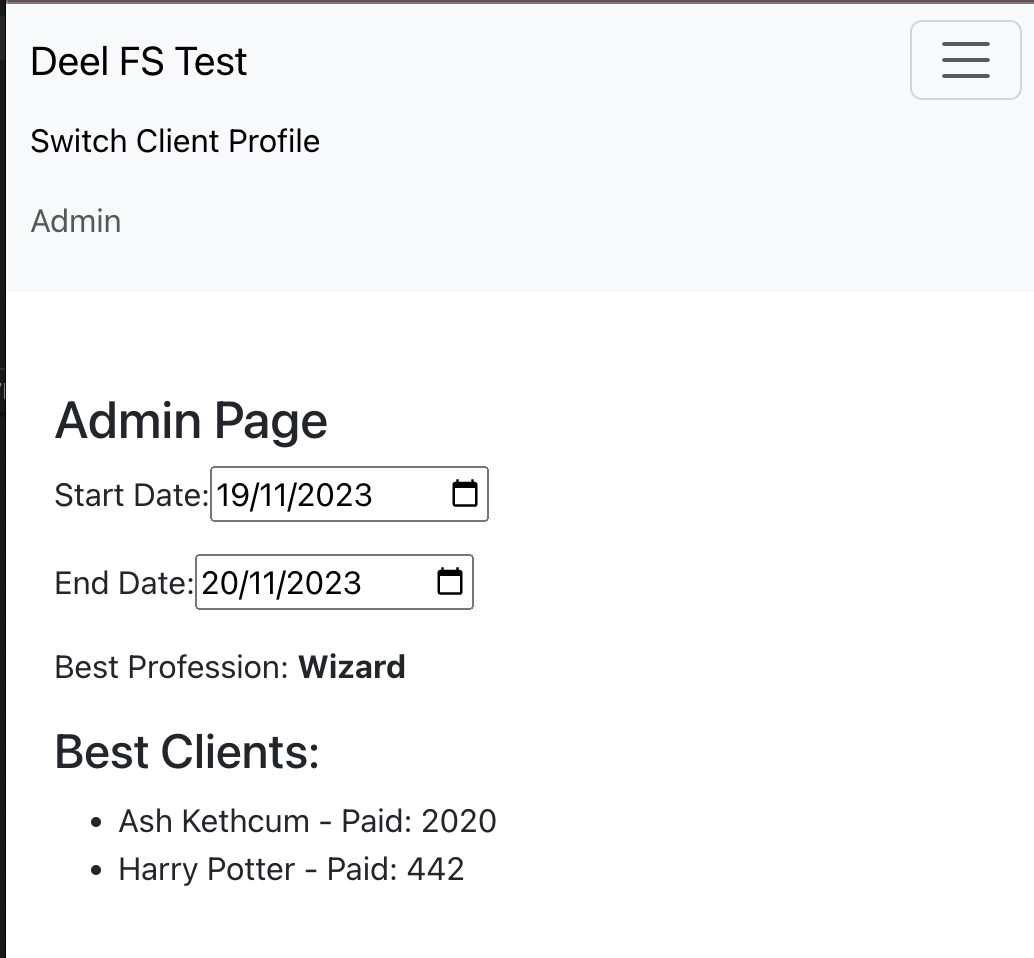 Deel FS Test
Switch Client Profile
Admin
Admin Page
Start Date: 19/11/2023
End Date: 20/11/2023
Best Profession: Wizard
Best Clients:
• Ash Kethcum - Paid: 2020
• Harry Potter - Paid: 442